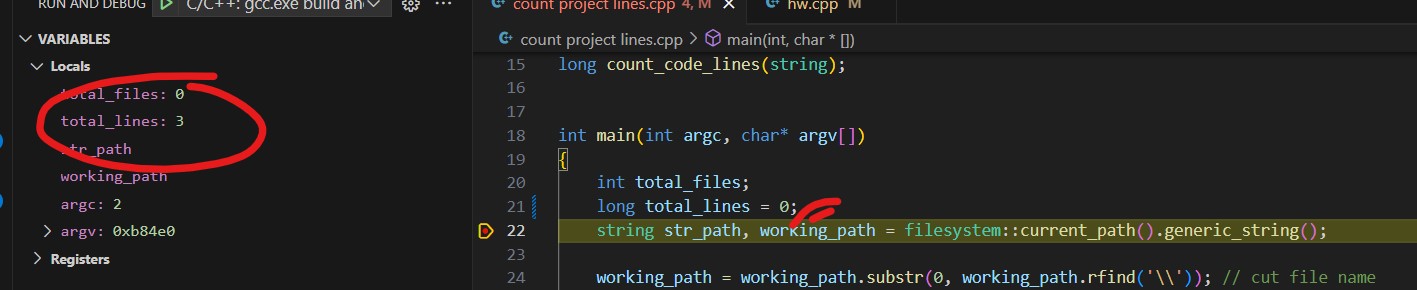 RUN AND DEBUG C/C++: gcc.exe build an
VARIABLES
Locals
total_files: 0
total_lines: 3
str_path
working_path
argc: 2
argv: 0xb84e0
Registers
count project lines.cpp 4, M hw.cpp M
count project lines.cpp > main(int, char * [])
15 long count_code_lines(string);
16
17
18 int main(int argc, char* argv[])
19 {
20 int total_files;
21 long total_lines = 0;
22 string str_path, working_path = filesystem::current_path().generic_string();
23
24 working_path = working_path.substr(0, working_path.rfind('\\')); // cut file name